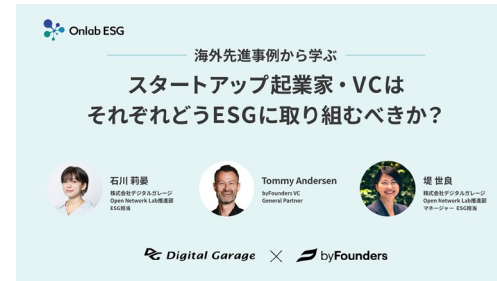 Onlab ESG
海外先進事例から学ぶ
スタートアップ起業家・VCは
それぞれどうESGに取り組むべきか？
石川 莉晏
株式会社デジタルガレージ
Open Network Lab推進部
ESG担当
Tommy Andersen
byFounders VC
General Partner
堤 世良
株式会社デジタルガレージ
Open Network Lab推進部
マネージャー ESG担当
Digital Garage × byFounders